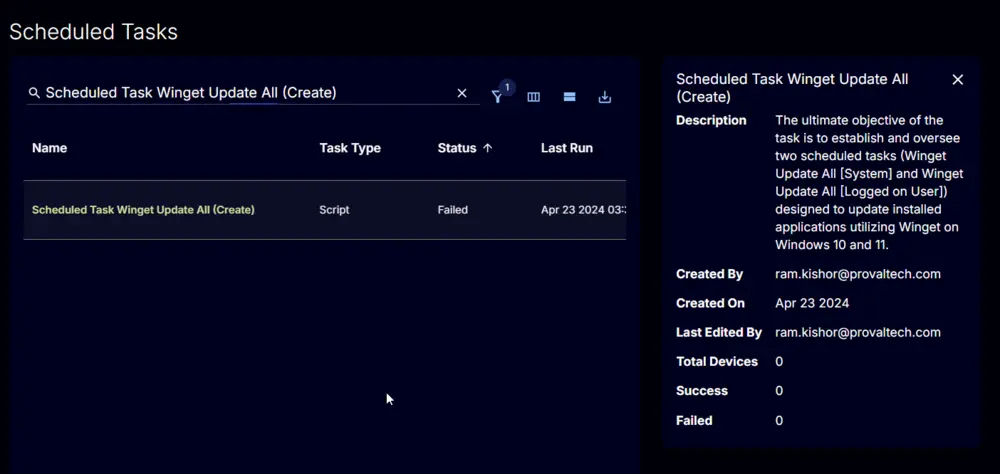 Scheduled Tasks
Scheduled Task Winget Update All (Create)
1
Name
Task Type
Status
Last Run
Scheduled Task Winget Update All (Create)
Script
Failed
Apr 23 2024 03:
Scheduled Task Winget Update All
(Create)
Description
The ultimate objective of the
task is to establish and oversee
two scheduled tasks (Winget
Update All [System] and Winget
Update All [Logged on User])
designed to update installed
applications utilizing Winget on
Windows 10 and 11.
Created By
ram.kishor@provaltech.com
Created On
Apr 23 2024
Last Edited By
ram.kishor@provaltech.com
Total Devices
0
Success
0
Failed
0